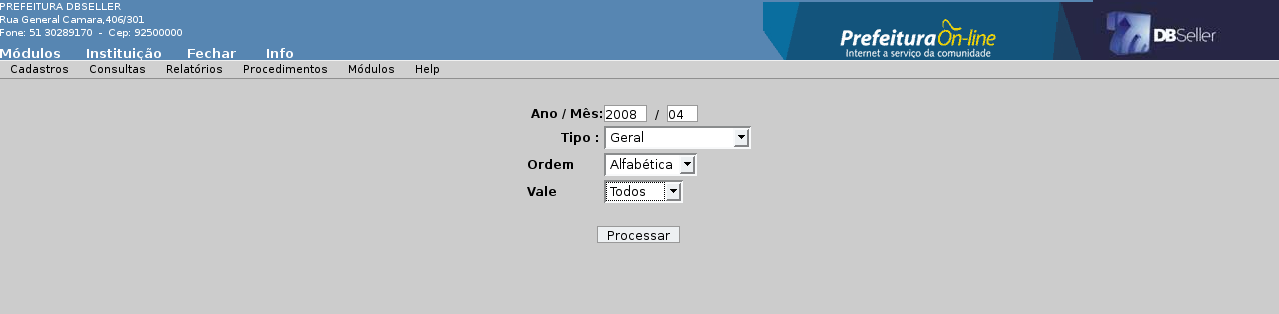 PREFEITURA DBSELLER
Rua General Camara,406/301
Fone: 51 30289170 - Cep: 92500000
Módulos Instituição Fechar Info
PrefeituraOn-line
Internet a serviço da comunidade
DBSeller
Cadastros Consultas Relatórios Procedimentos Módulos Help
Ano / Mês: 2008 / 04
Tipo : Geral
Ordem Alfabética
Vale Todos
Processar